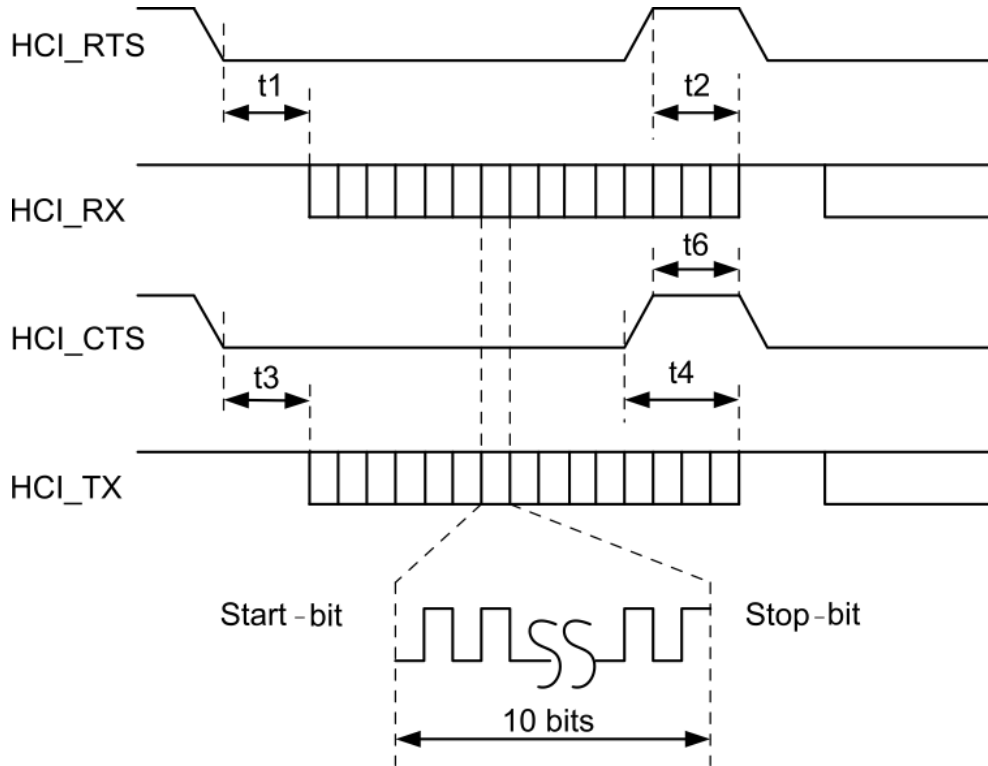 HCI_RTS
t1
t2
HCI_RX
t6
HCI_CTS
t3
t4
HCI_TX
Start-bit
Stop-bit
10 bits